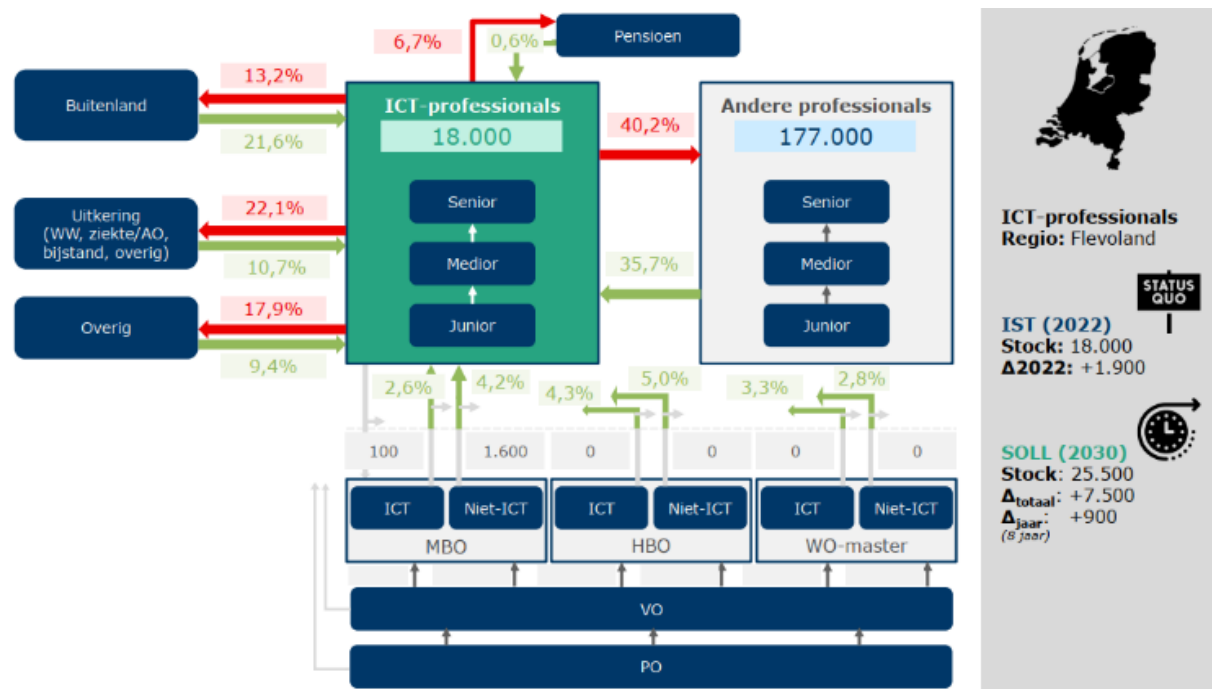 6,7%
0,6%
Pensioen
Buitenland
13,2%
21,6%
ICT-professionals
18.000
40,2%
Andere professionals
177.000
Uitkering
(WW, ziekte/AO,
bijstand, overig)
22,1%
10,7%
Senior
Medior
Junior
35,7%
Senior
Medior
Junior
Overig
17,9%
9,4%
2,6%
4,2%
4,3%
5,0%
3,3%
2,8%
100
1.600
0
0
0
0
ICT
Niet-ICT
MBO
ICT
Niet-ICT
HBO
ICT
Niet-ICT
WO-master
VO
PO
ICT-professionals
Regio: Flevoland
STATUS
QUO
IST (2022)
Stock: 18.000
Δ2022: +1.900
SOLL (2030)
Stock: 25.500
Δtotaal: +7.500
Δjaar: +900
(8 jaar)